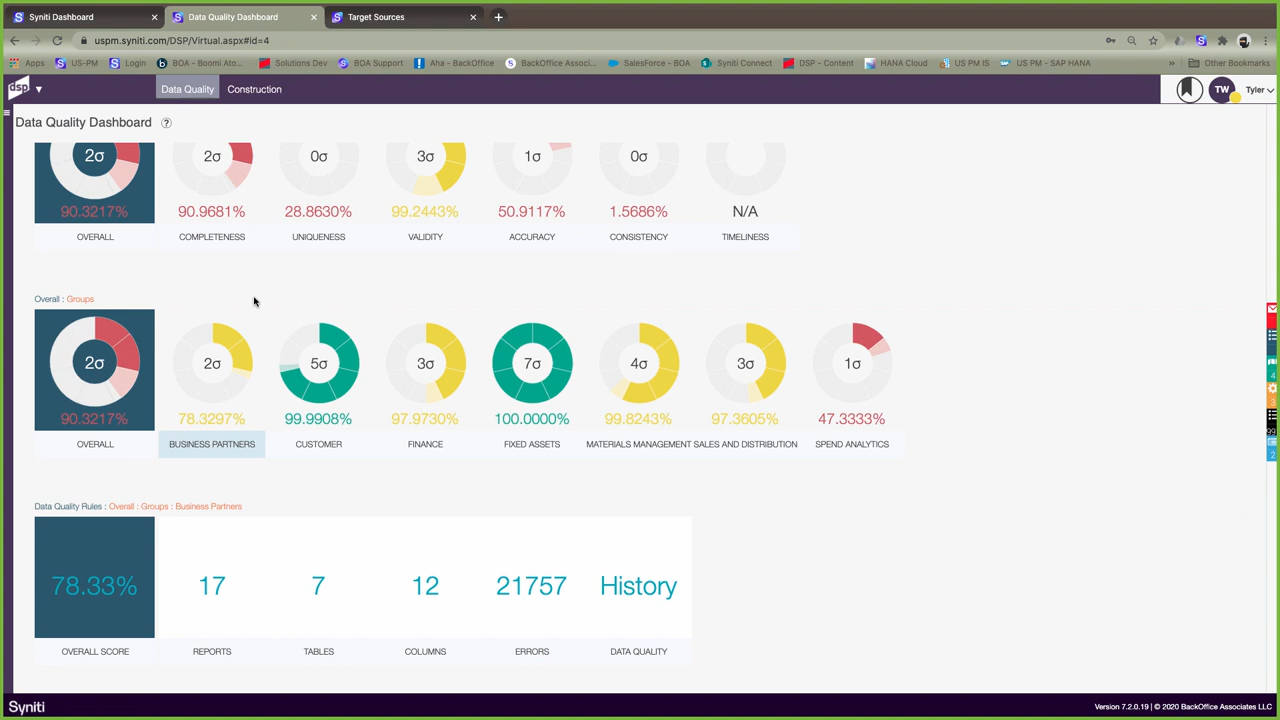 Syniti Dashboard
Data Quality Dashboard
Target Sources
uspm.syniti.com/DSP/Virtual.aspx#id=4
Apps
US-PM
Login
BOA - Boomi Ato...
Solutions Dev
BOA Support
Aha - BackOffice
BackOffice Associ...
SalesForce - BOA
Syniti Connect
DSP - Content
HANA Cloud
US PM IS
US PM - SAP HANA
»
Other Bookmarks
dsp
Data Quality
Construction
TW
Tyler
Data Quality Dashboard ?
2σ 2σ 0σ 3σ 1σ 0σ
90.3217% 90.9681% 28.8630% 99.2443% 50.9117% 1.5686% N/A
OVERALL COMPLETENESS UNIQUENESS VALIDITY ACCURACY CONSISTENCY TIMELINESS
Overall : Groups
2σ 2σ 5σ 3σ 7σ 4σ 3σ 1σ
90.3217% 78.3297% 99.9908% 97.9730% 100.0000% 99.8243% 97.3605% 47.3333%
OVERALL BUSINESS PARTNERS CUSTOMER FINANCE FIXED ASSETS MATERIALS MANAGEMENT SALES AND DISTRIBUTION SPEND ANALYTICS
Data Quality Rules : Overall : Groups : Business Partners
78.33% 17 7 12 21757 History
OVERALL SCORE REPORTS TABLES COLUMNS ERRORS DATA QUALITY
4
3
99
2
Syniti
Version 7.2.0.19 | © 2020 BackOffice Associates LLC